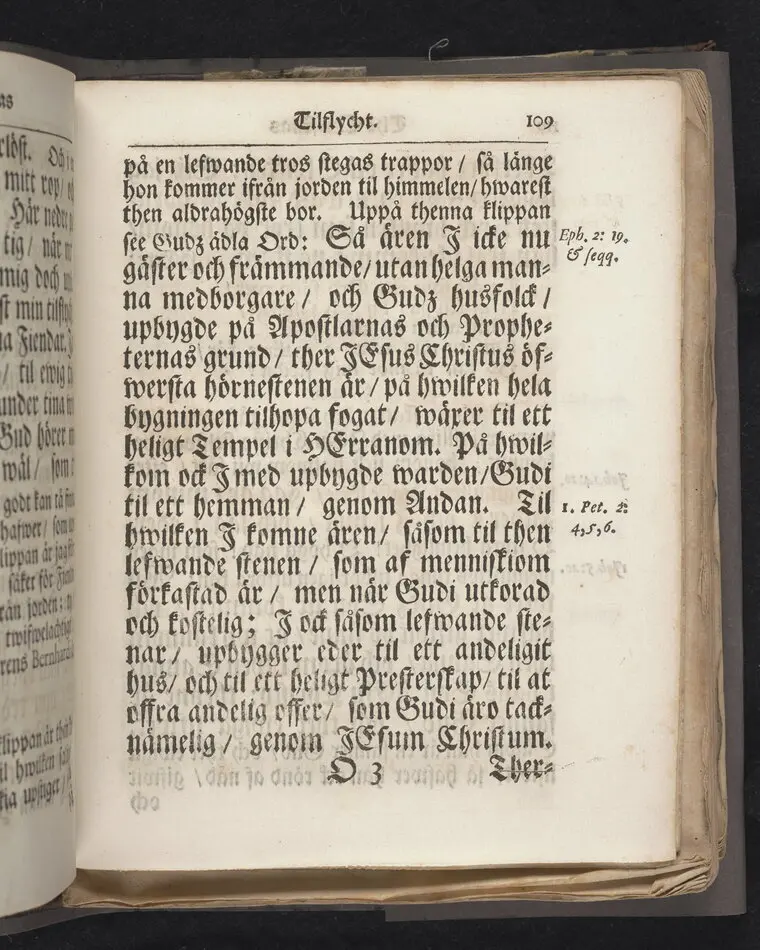 Tilflycht.
109
på en lefwande tros stegas trappor / så länge
hon kommer ifrån jorden til himmelen / hwarest
then aldrahögste bor. Uppå thenna klippan
see Gudz ädla Ord: Så ären J icke nu
gäster och främmande / utan helga man⸗
na medborgare / och Gudz husfolck /
upbygde på Apostlarnas och Prophe⸗
ternas grund / ther JEsus Christus öf⸗
wersta hörnestenen är / på hwilken hela
bygningen tilhopa fogat / wäxer til ett
heligt Tempel i HErranom. På hwil⸗
kom ock J med upbygde warden / Gudi
til ett hemman / genom Andan. Til
hwilken J komne ären / såsom til then
lefwande stenen / som af menniskiom
förkastad är / men när Gudi utkorad
och kostelig; J ock såsom lefwande ste⸗
nar / upbygger eder til ett andeligit
hus / och til ett heligt Presterskap / til at
offra andelig offer / som Gudi äro tack⸗
nämelig / genom JEsum Christum.
O 3
Ther⸗
Eph. 2: 19.
& seqq.
1. Pet. 2:
4, 5, 6.